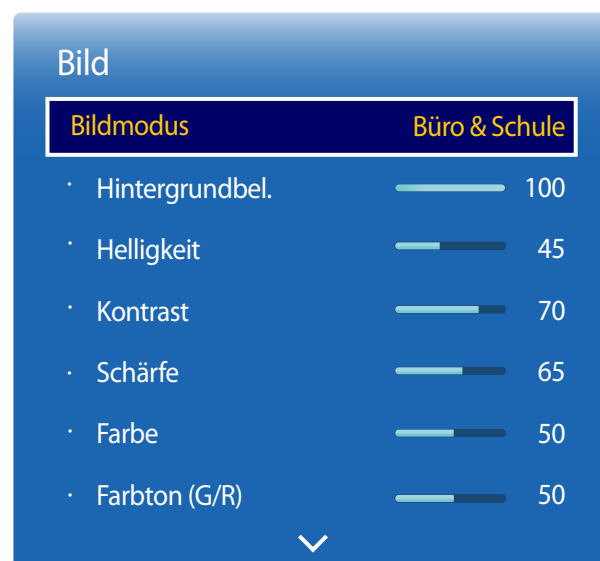 Bild
Bildmodus Büro & Schule
· Hintergrundbel. 100
· Helligkeit 45
· Kontrast 70
· Schärfe 65
· Farbe 50
· Farbton (G/R) 50